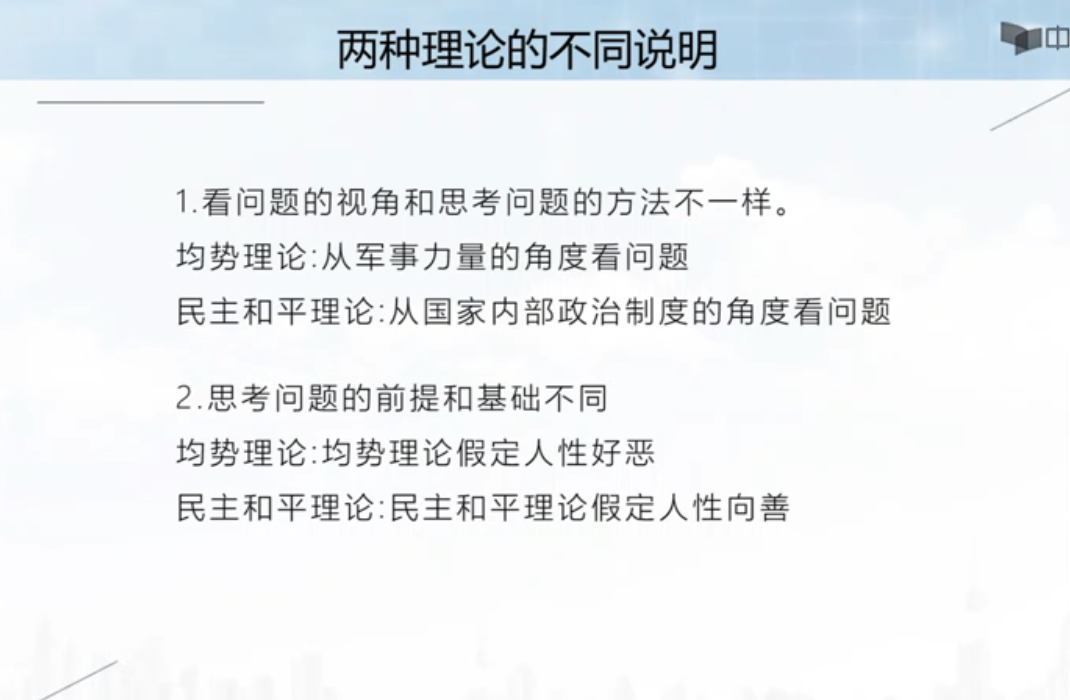 两种理论的不同说明
中
1.看问题的视角和思考问题的方法不一样。
均势理论:从军事力量的角度看问题
民主和平理论:从国家内部政治制度的角度看问题
2.思考问题的前提和基础不同
均势理论:均势理论假定人性好恶
民主和平理论:民主和平理论假定人性向善